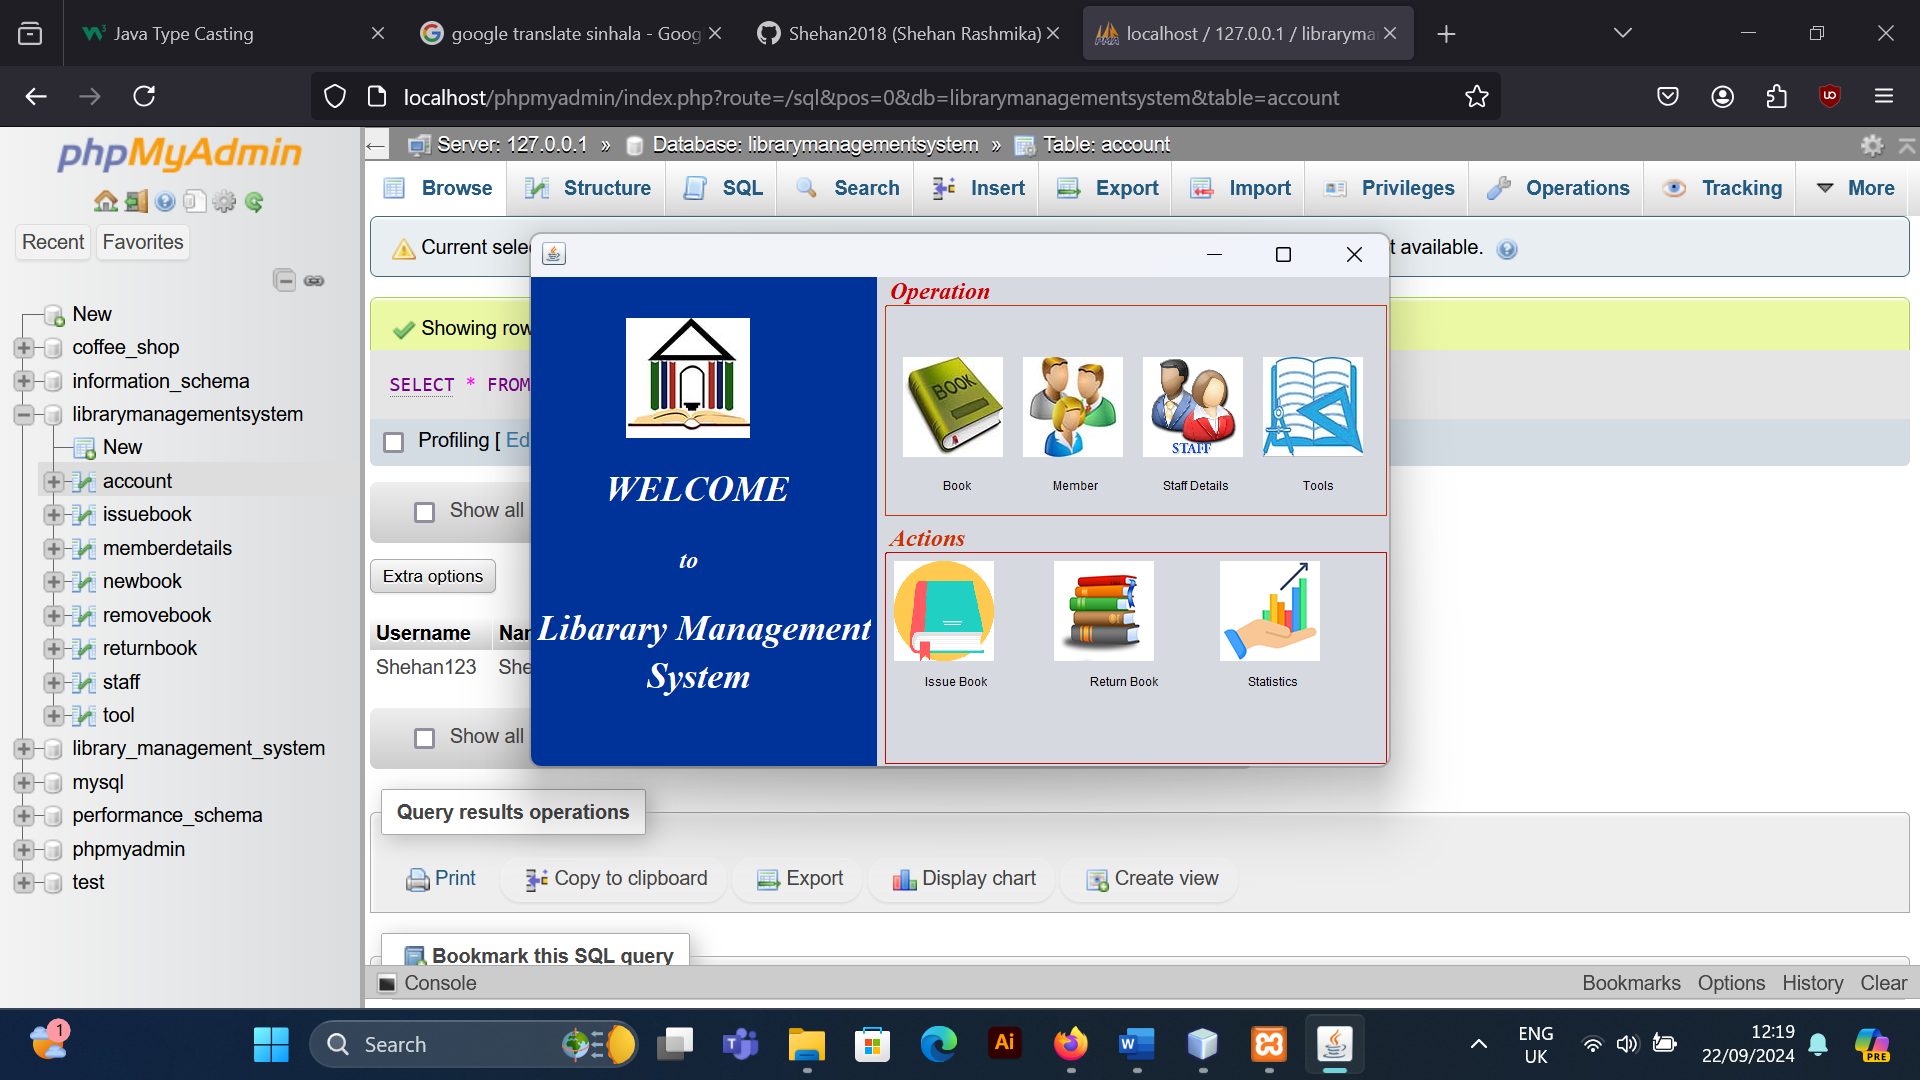 Java Type Casting
google translate sinhala - Goog
Shehan2018 (Shehan Rashmika)
localhost / 127.0.0.1 / libraryma
localhost/phpmyadmin/index.php?route=/sql&pos=0&db=librarymanagementsystem&table=account
phpMyAdmin
Recent
Favorites
New
coffee_shop
information_schema
librarymanagementsystem
New
account
issuebook
memberdetails
newbook
removebook
returnbook
staff
tool
library_management_system
mysql
performance_schema
phpmyadmin
test
Server: 127.0.0.1 » Database: librarymanagementsystem » Table: account
Browse
Structure
SQL
Search
Insert
Export
Import
Privileges
Operations
Tracking
More
Current sele
t available.
Showing row
SELECT * FROM
Profiling [ Ed
Show all
Extra options
Username
Nar
Shehan123
She
Show all
WELCOME
to
Libarary Management
System
Operation
BOOK
STAFF
Book
Member
Staff Details
Tools
Actions
Issue Book
Return Book
Statistics
Query results operations
Print
Copy to clipboard
Export
Display chart
Create view
Bookmark this SQL query
Console
Bookmarks
Options
History
Clear
1
Search
Ai
ENG
UK
12:19
22/09/2024
PRE